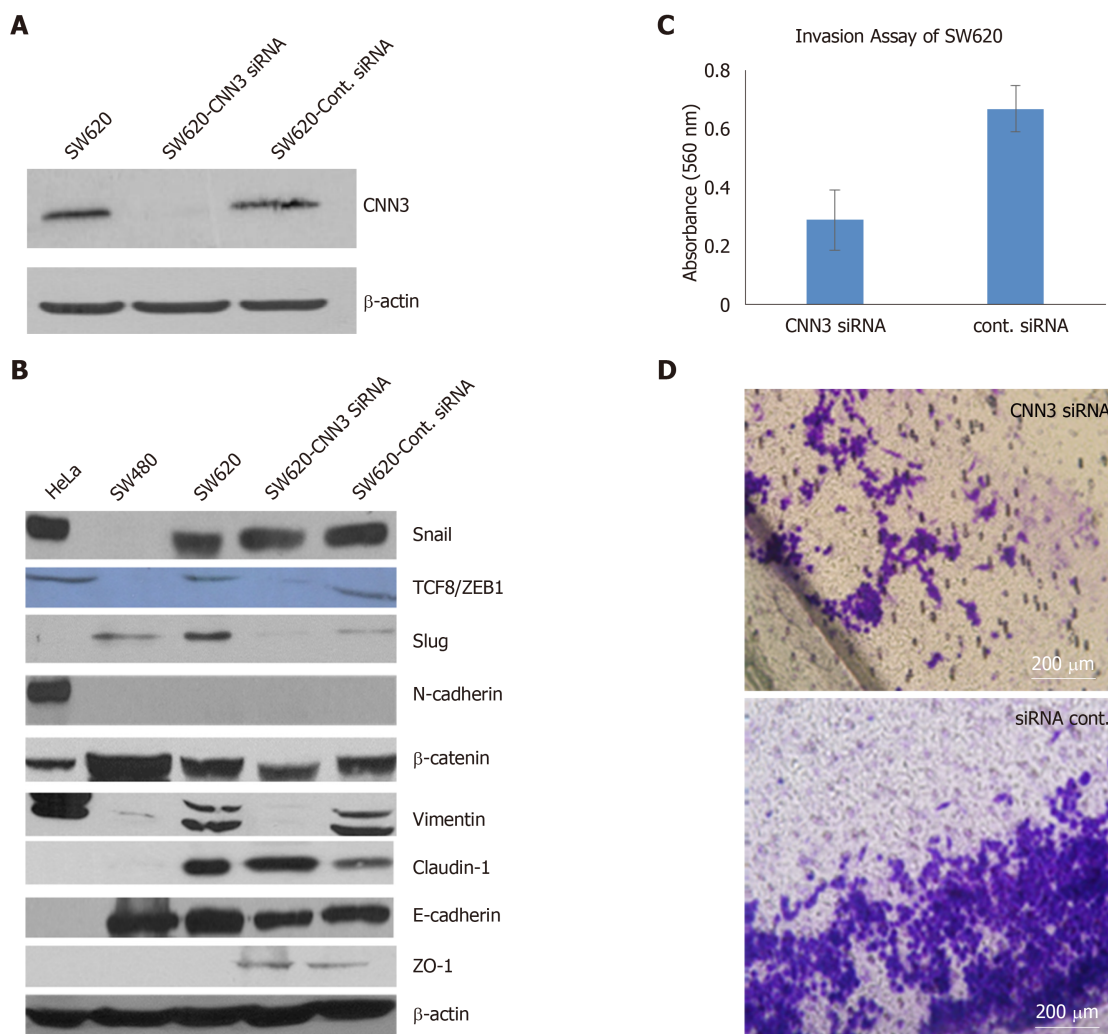 A
SW620
SW620-CNN3 siRNA
SW620-Cont. siRNA
CNN3
β-actin
B
HeLa
SW480
SW620
SW620-CNN3 SiRNA
SW620-Cont. siRNA
Snail
TCF8/ZEB1
Slug
N-cadherin
β-catenin
Vimentin
Claudin-1
E-cadherin
ZO-1
β-actin
C
Invasion Assay of SW620
Absorbance (560 nm)
0.8
0.6
0.4
0.2
0
CNN3 siRNA
cont. siRNA
D
CNN3 siRNA
200 μm
siRNA cont.
200 μm